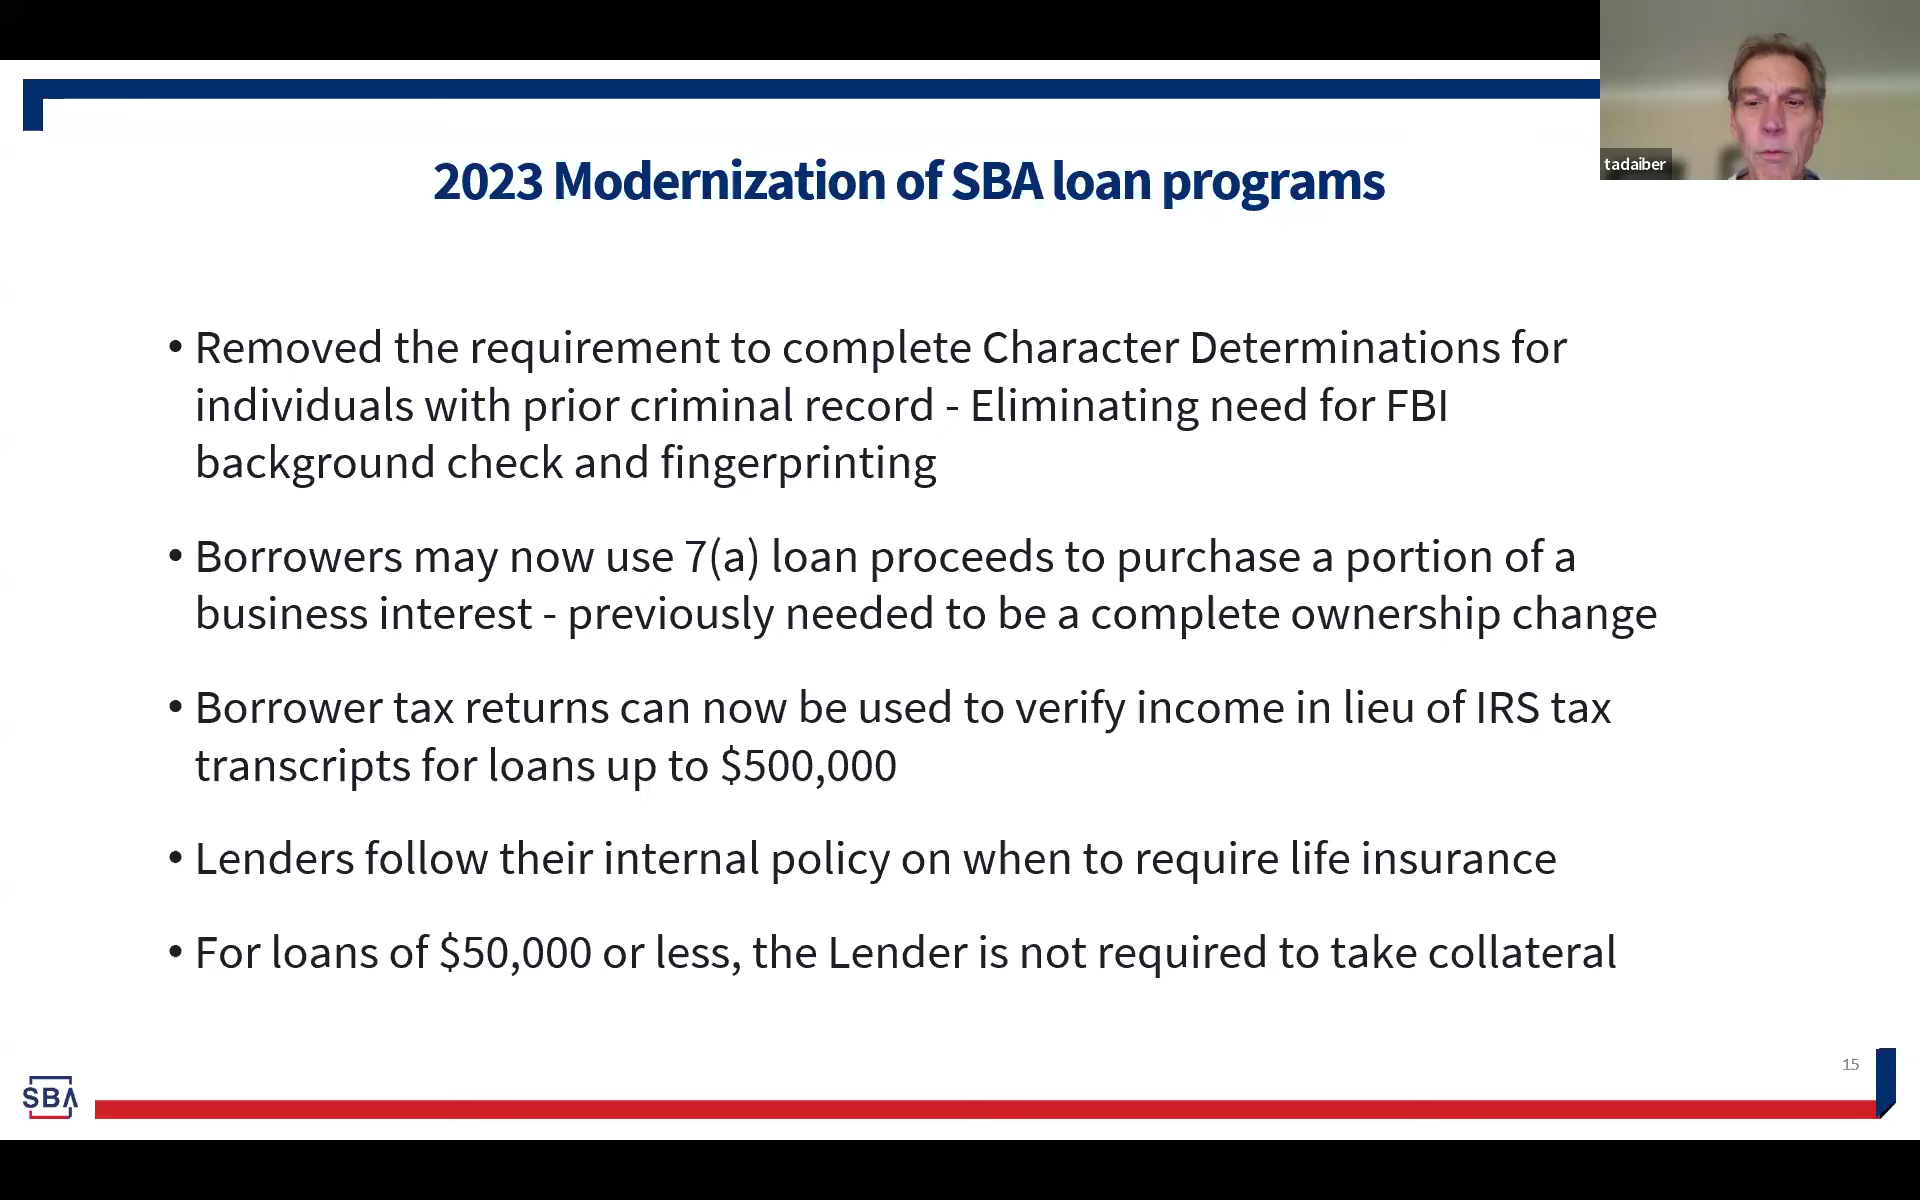 tadaiber
2023 Modernization of SBA loan programs
• Removed the requirement to complete Character Determinations for
individuals with prior criminal record - Eliminating need for FBI
background check and fingerprinting
• Borrowers may now use 7(a) loan proceeds to purchase a portion of a
business interest - previously needed to be a complete ownership change
• Borrower tax returns can now be used to verify income in lieu of IRS tax
transcripts for loans up to $500,000
• Lenders follow their internal policy on when to require life insurance
• For loans of $50,000 or less, the Lender is not required to take collateral
15
SBA